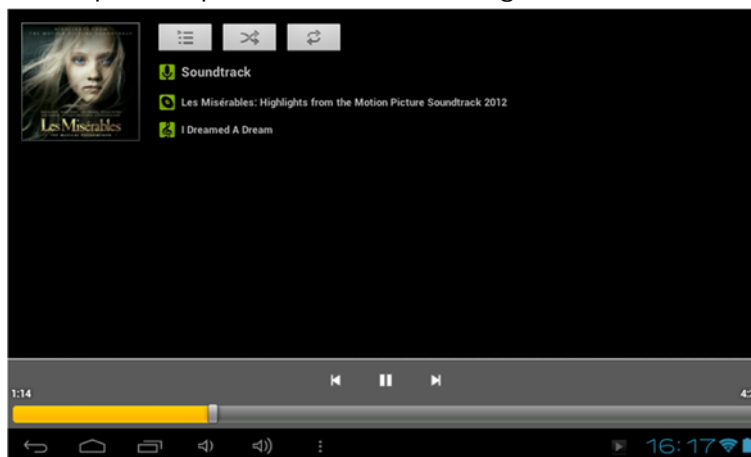 Soundtrack
Les Misérables: Highlights from the Motion Picture Soundtrack 2012
Les Misérables
I Dreamed A Dream
1:14
16:17